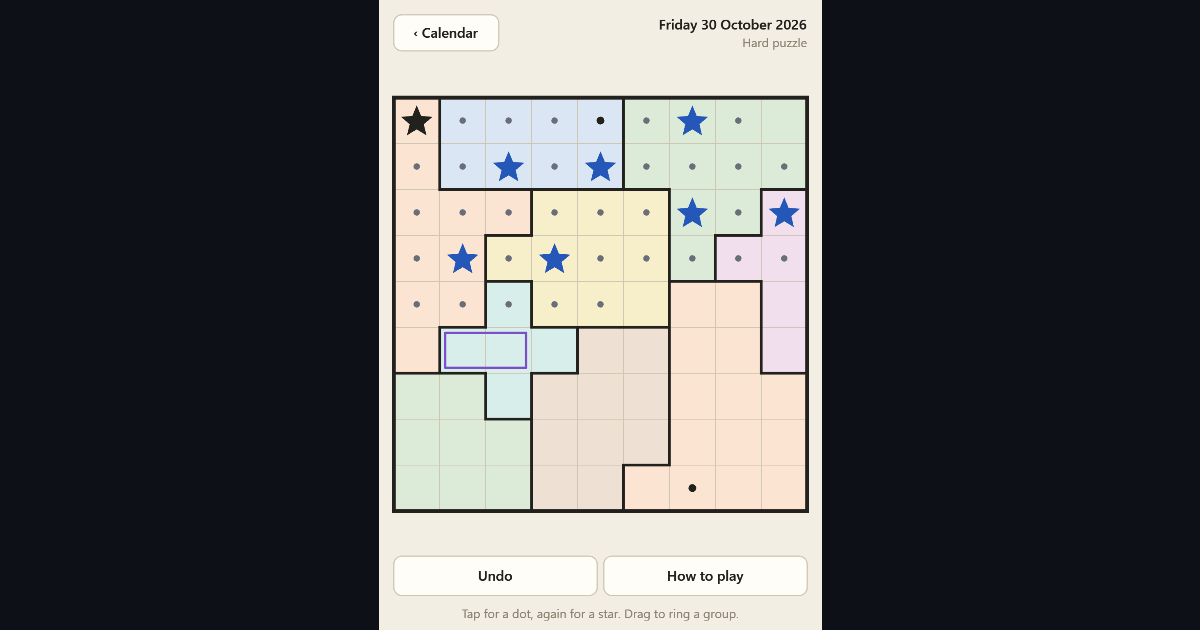 ‹ Calendar
Friday 30 October 2026
Hard puzzle
Undo
How to play
Tap for a dot, again for a star. Drag to ring a group.